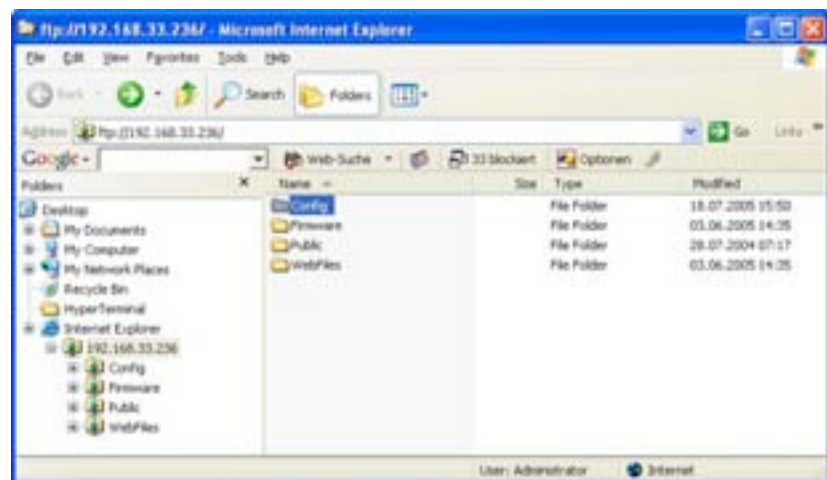 ftp://192.168.33.236/ - Microsoft Internet Explorer
File Edit View Favorites Tools Help
Back Search Folders
Address ftp://192.168.33.236/ Go Links »
Google Web-Suche 33 blockiert Optionen
Folders × Name Size Type Modified
Desktop
My Documents
My Computer
My Network Places
Recycle Bin
HyperTerminal
Internet Explorer
192.168.33.236
Config
Firmware
Public
WebFiles
Config File Folder 18.07.2005 15:50
Firmware File Folder 03.06.2005 14:35
Public File Folder 28.07.2004 07:17
WebFiles File Folder 03.06.2005 14:35
User: Administrator Internet